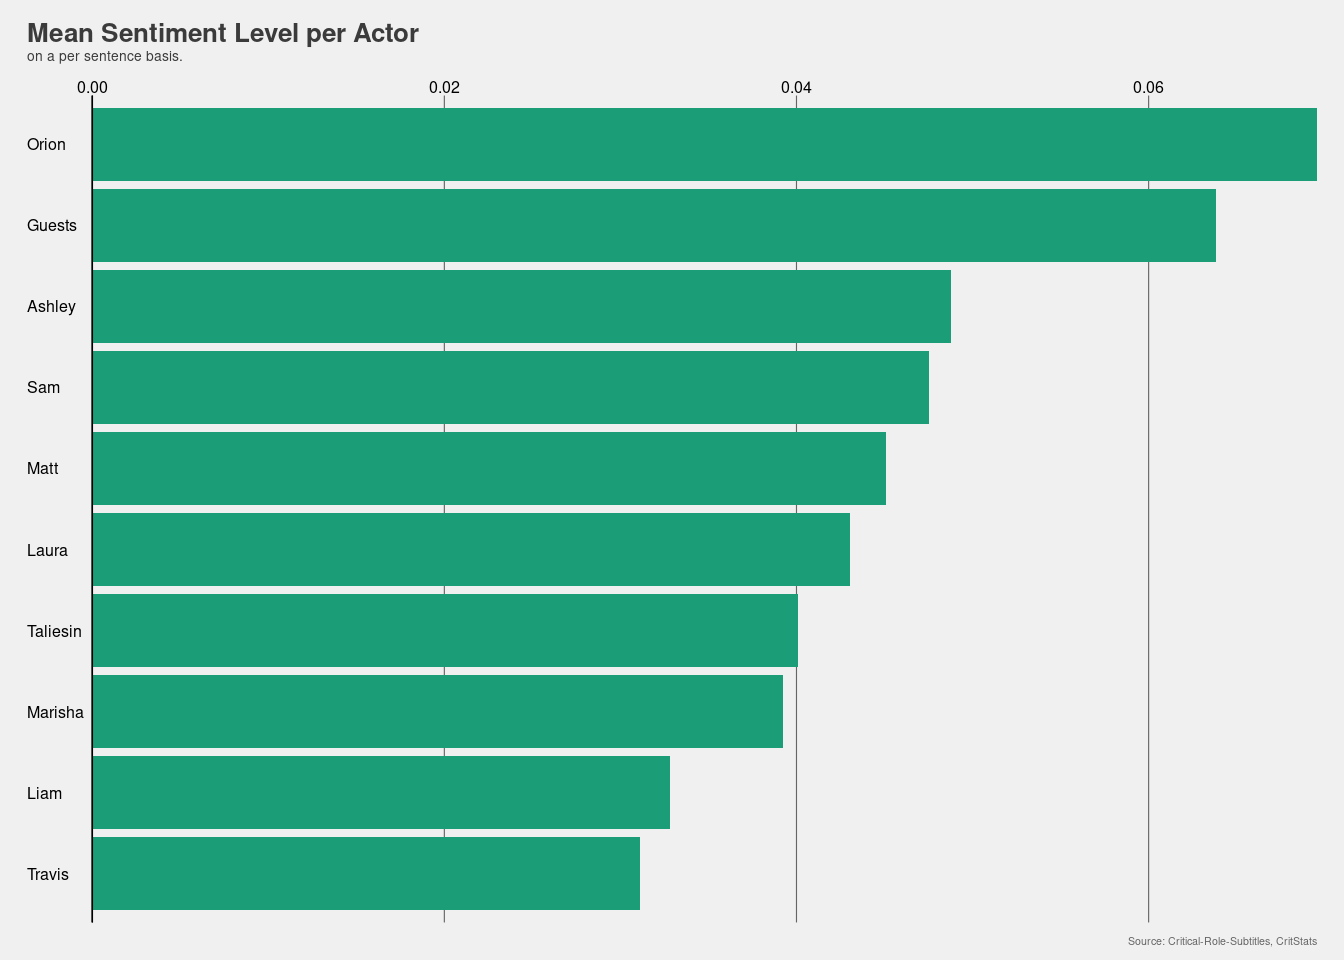 Mean Sentiment Level per Actor
on a per sentence basis.
0.00 0.02 0.04 0.06
Orion
Guests
Ashley
Sam
Matt
Laura
Taliesin
Marisha
Liam
Travis
Source: Critical-Role-Subtitles, CritStats